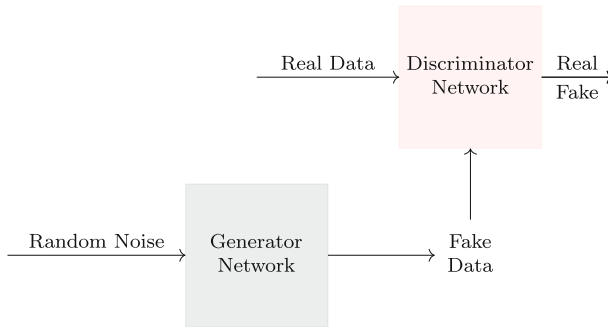 Real Data
Discriminator
Network
Real
Fake
Random Noise
Generator
Network
Fake
Data